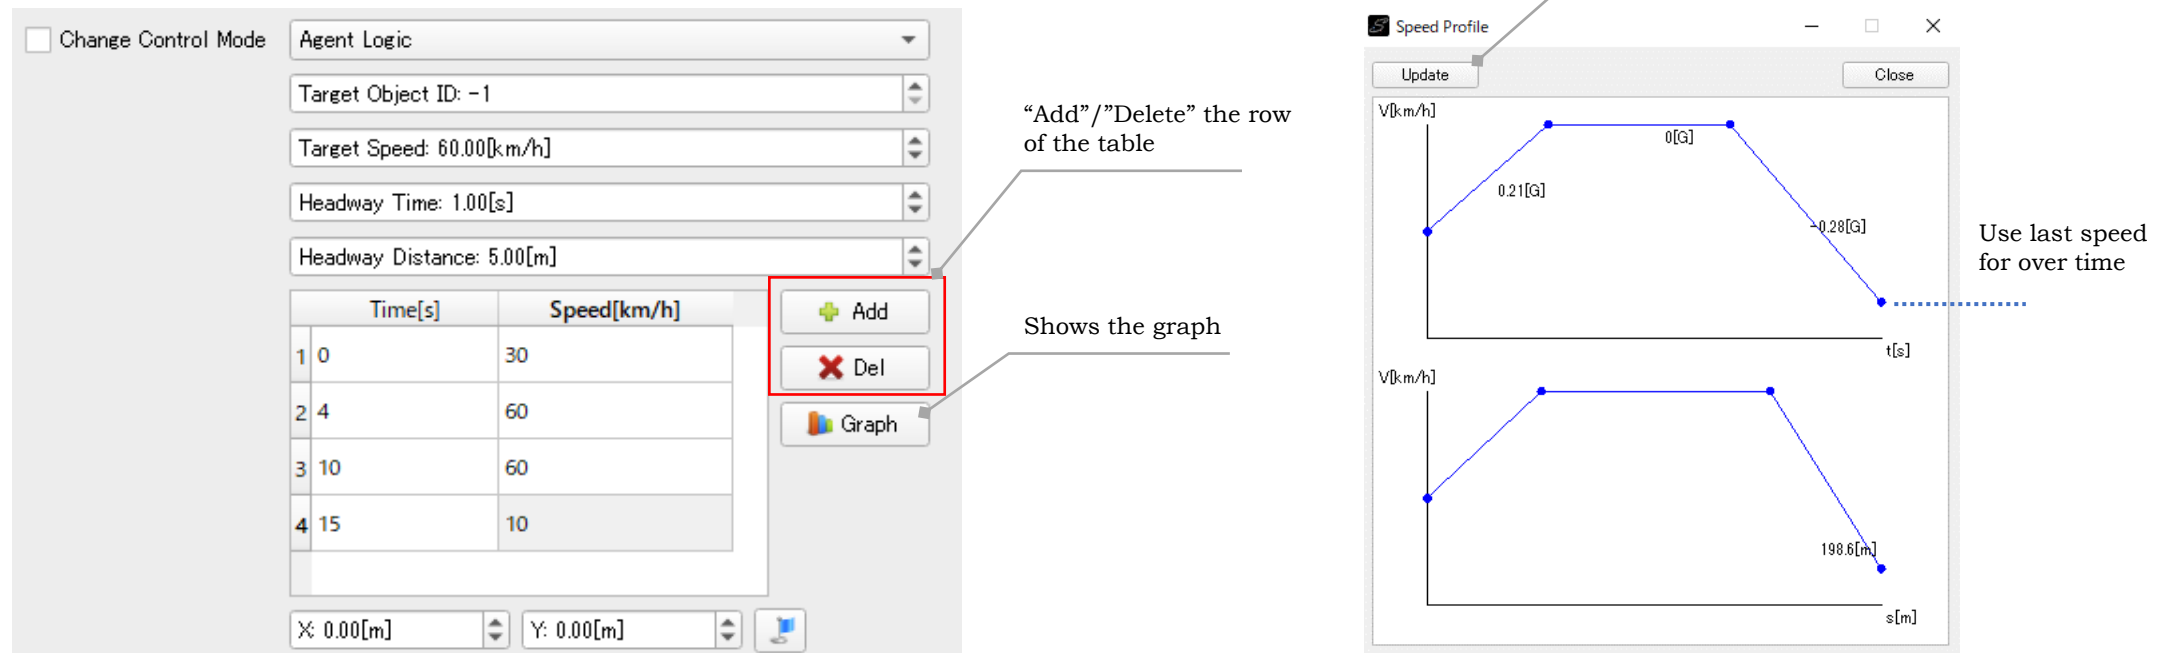 Change Control Mode
Agent Logic
Target Object ID: -1
Target Speed: 60.00[km/h]
Headway Time: 1.00[s]
Headway Distance: 5.00[m]
Time[s] Speed[km/h]
1 0 30
2 4 60
3 10 60
4 15 10
Add
Del
Graph
X: 0.00[m]
Y: 0.00[m]
“Add”/”Delete” the row
of the table
Shows the graph
Speed Profile
Update
Close
V[km/h]
0[G]
0.21[G]
-0.28[G]
t[s]
V[km/h]
198.6[m]
s[m]
Use last speed
for over time